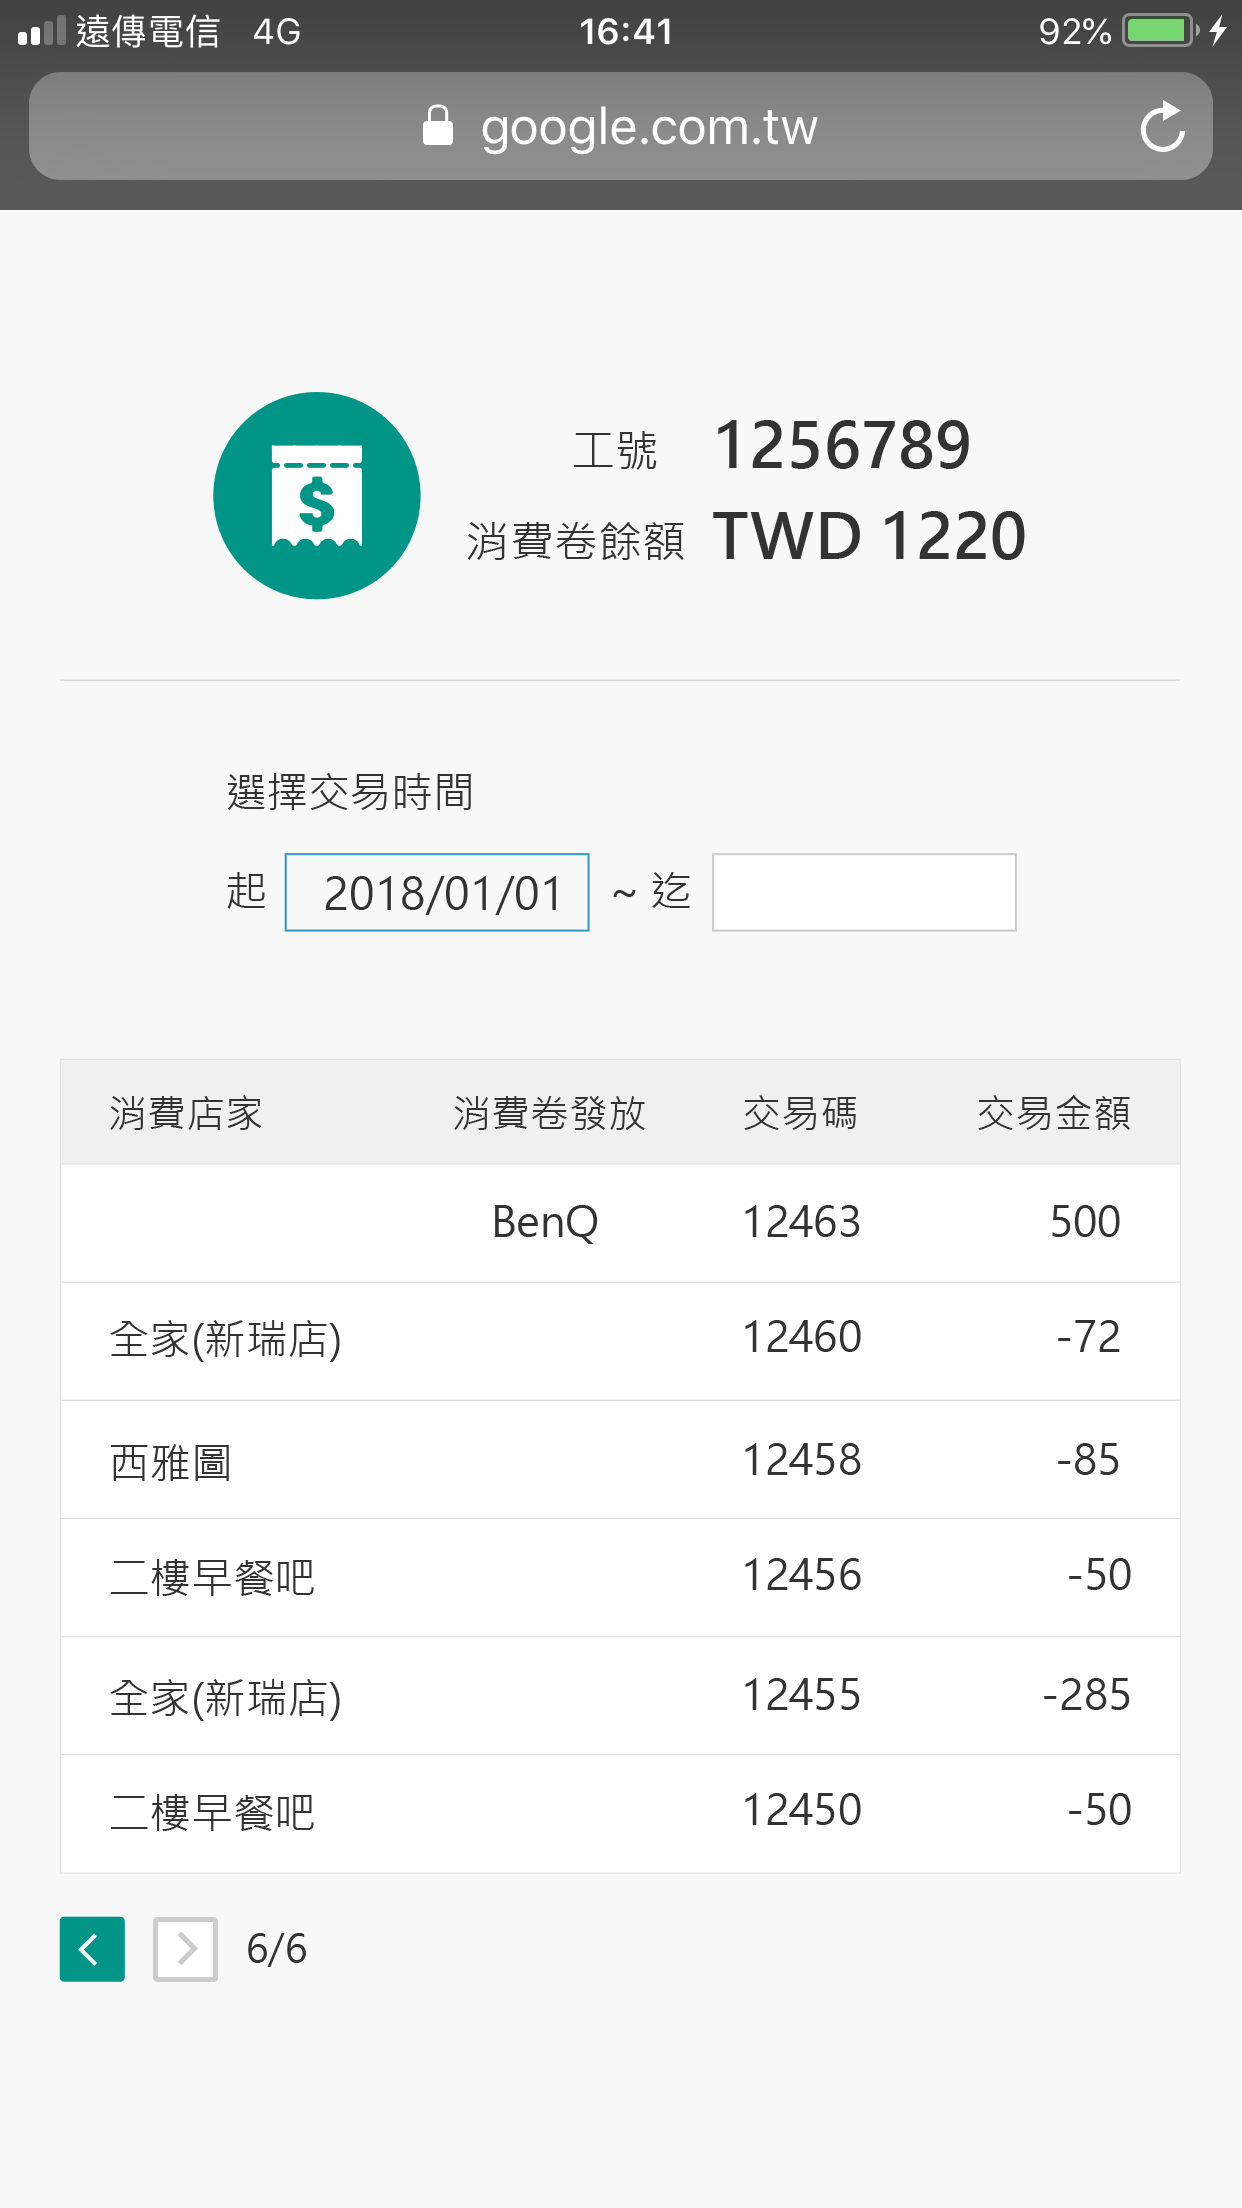 遠傳電信 4G 16:41 92%
google.com.tw
工號 1256789
消費卷餘額 TWD 1220
選擇交易時間
起 2018/01/01 ~ 迄
消費店家 消費卷發放 交易碼 交易金額
BenQ 12463 500
全家(新瑞店) 12460 -72
西雅圖 12458 -85
二樓早餐吧 12456 -50
全家(新瑞店) 12455 -285
二樓早餐吧 12450 -50
6/6